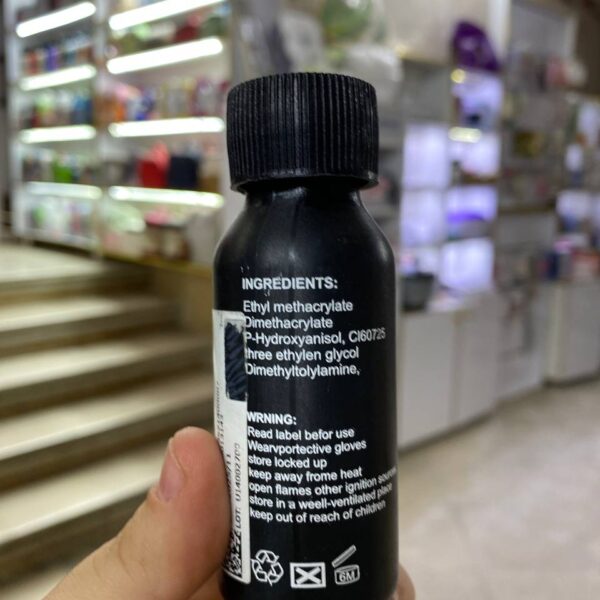 INGREDIENTS:
Ethyl methacrylate
Dimethacrylate
P-Hydroxyanisol, CI60725
three ethylen glycol
Dimethyltolylamine,
WRNING:
Read label befor use
Wearvportective gloves
store locked up
keep away frome heat
open flames other ignition sources
store in a weell-ventilated place
keep out of reach of children
LOT:
6M